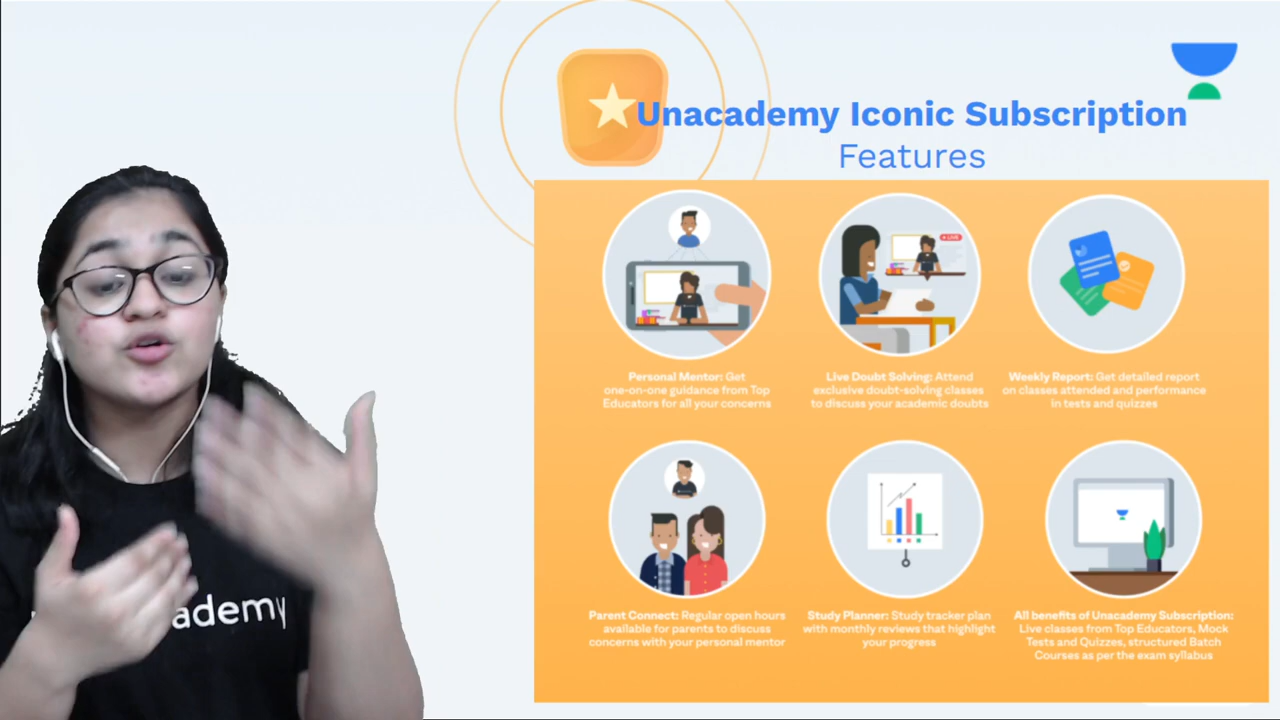 Unacademy Iconic Subscription
Features
LIVE
Personal Mentor: Get
one-on-one guidance from Top
Educators for all your concerns
Live Doubt Solving: Attend
exclusive doubt-solving classes
to discuss your academic doubts
Weekly Report: Get detailed report
on classes attended and performance
in tests and quizzes
Parent Connect: Regular open hours
available for parents to discuss
concerns with your personal mentor
Study Planner: Study tracker plan
with monthly reviews that highlight
your progress
All benefits of Unacademy Subscription:
Live classes from Top Educators, Mock
Tests and Quizzes, structured Batch
Courses as per the exam syllabus
ademy